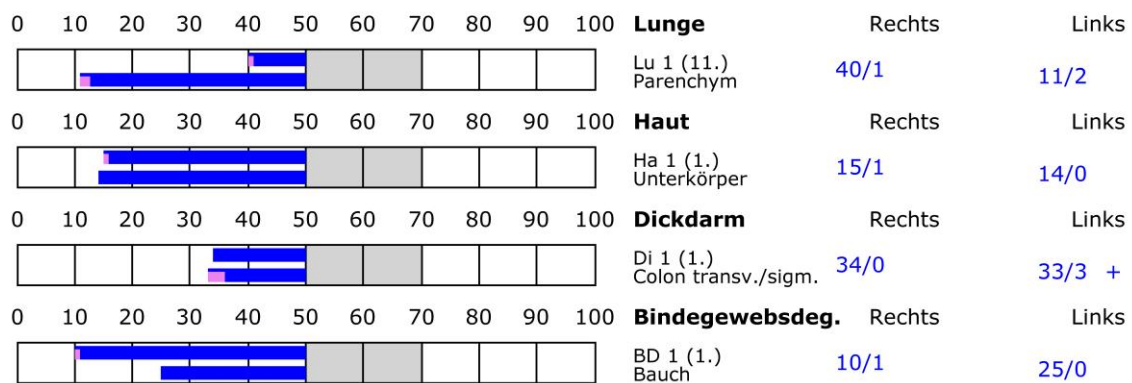 0 10 20 30 40 50 60 70 80 90 100 Lunge Rechts Links
Lu 1 (11.)
Parenchym 40/1 11/2
0 10 20 30 40 50 60 70 80 90 100 Haut Rechts Links
Ha 1 (1.)
Unterkörper 15/1 14/0
0 10 20 30 40 50 60 70 80 90 100 Dickdarm Rechts Links
Di 1 (1.)
Colon transv./sigm. 34/0 33/3 +
0 10 20 30 40 50 60 70 80 90 100 Bindegewebsdeg. Rechts Links
BD 1 (1.)
Bauch 10/1 25/0